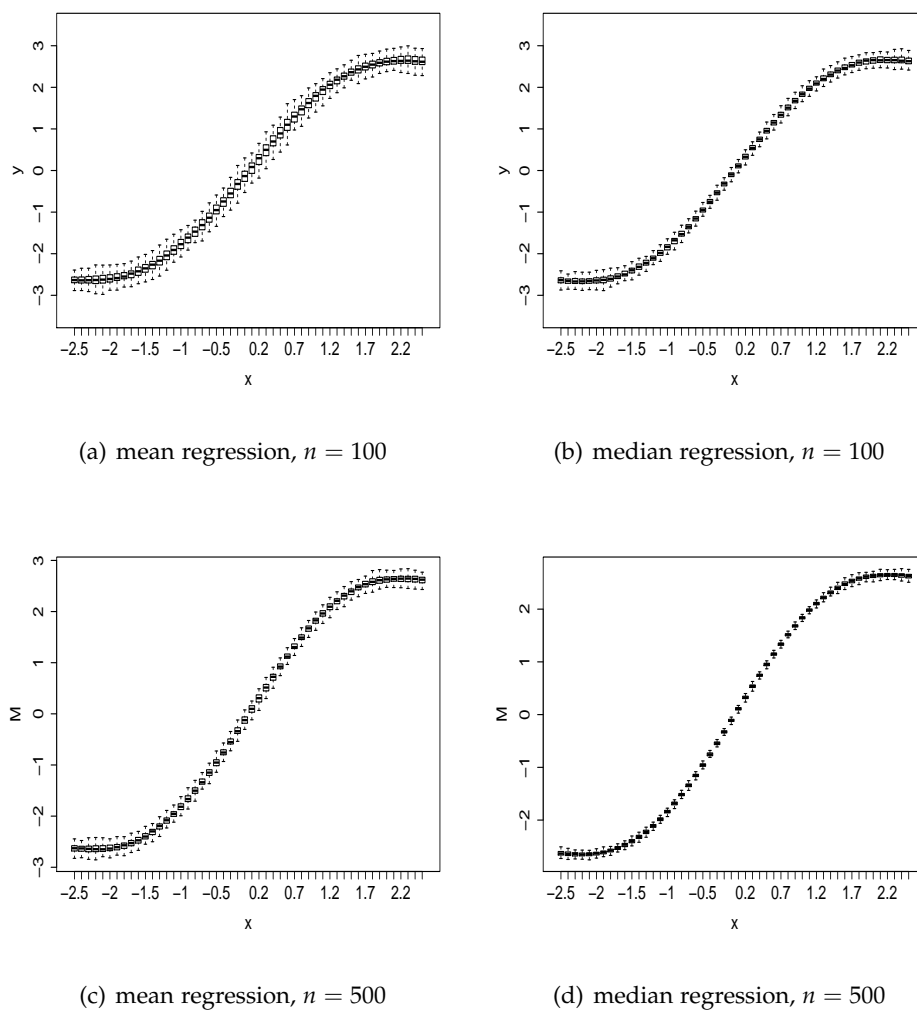 3
2
1
0
−1
−2
−3
y
−2.5 −2 −1.5 −1 −0.5 0.2 0.7 1.2 1.7 2.2
x
(a) mean regression, n = 100
3
2
1
0
−1
−2
−3
y
−2.5 −2 −1.5 −1 −0.5 0.2 0.7 1.2 1.7 2.2
x
(b) median regression, n = 100
3
2
1
0
−1
−2
−3
M
−2.5 −2 −1.5 −1 −0.5 0.2 0.7 1.2 1.7 2.2
x
(c) mean regression, n = 500
2
1
0
−1
−2
M
−2.5 −2 −1.5 −1 −0.5 0.2 0.7 1.2 1.7 2.2
x
(d) median regression, n = 500